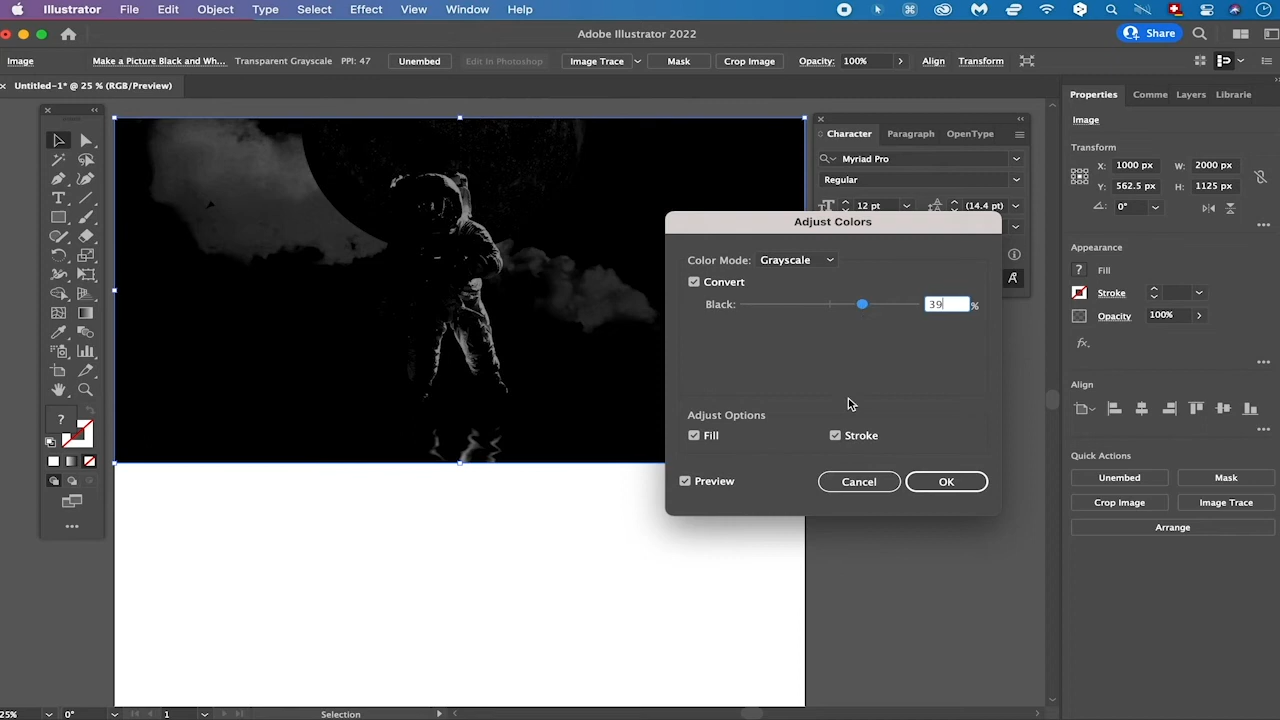 Illustrator File Edit Object Type Select Effect View Window Help
Adobe Illustrator 2022
Share
Image Make a Picture Black and Wh... Transparent Grayscale PPI: 47 Unembed Edit In Photoshop Image Trace Mask Crop Image Opacity: 100% Align Transform
Untitled-1* @ 25 % (RGB/Preview)
Properties Comme Layers Librarie
Image
Character Paragraph OpenType
Transform
Myriad Pro
X: 1000 px W: 2000 px
Regular
Y: 562.5 px H: 1125 px
12 pt (14.4 pt)
0°
Adjust Colors
Appearance
Color Mode: Grayscale
? Fill
Convert
Stroke
Black: 39 %
Opacity 100%
fx.
Align
Adjust Options
Fill Stroke
?
Quick Actions
Preview Cancel OK
Unembed Mask
Crop Image Image Trace
Arrange
25% 0° 1 Selection